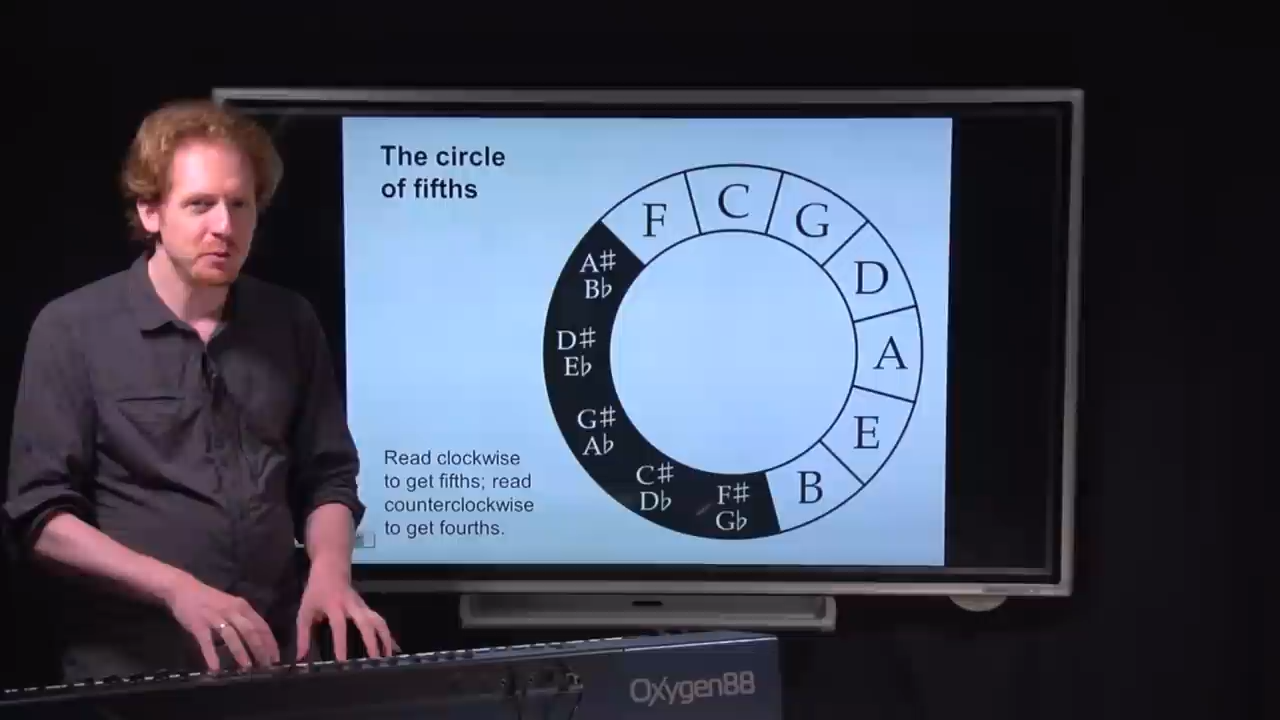 The circle
of fifths
C
G
D
A
E
B
F♯
G♭
C♯
D♭
G♯
A♭
D♯
E♭
A♯
B♭
F
Read clockwise
to get fifths; read
counterclockwise
to get fourths.
Oxygen88